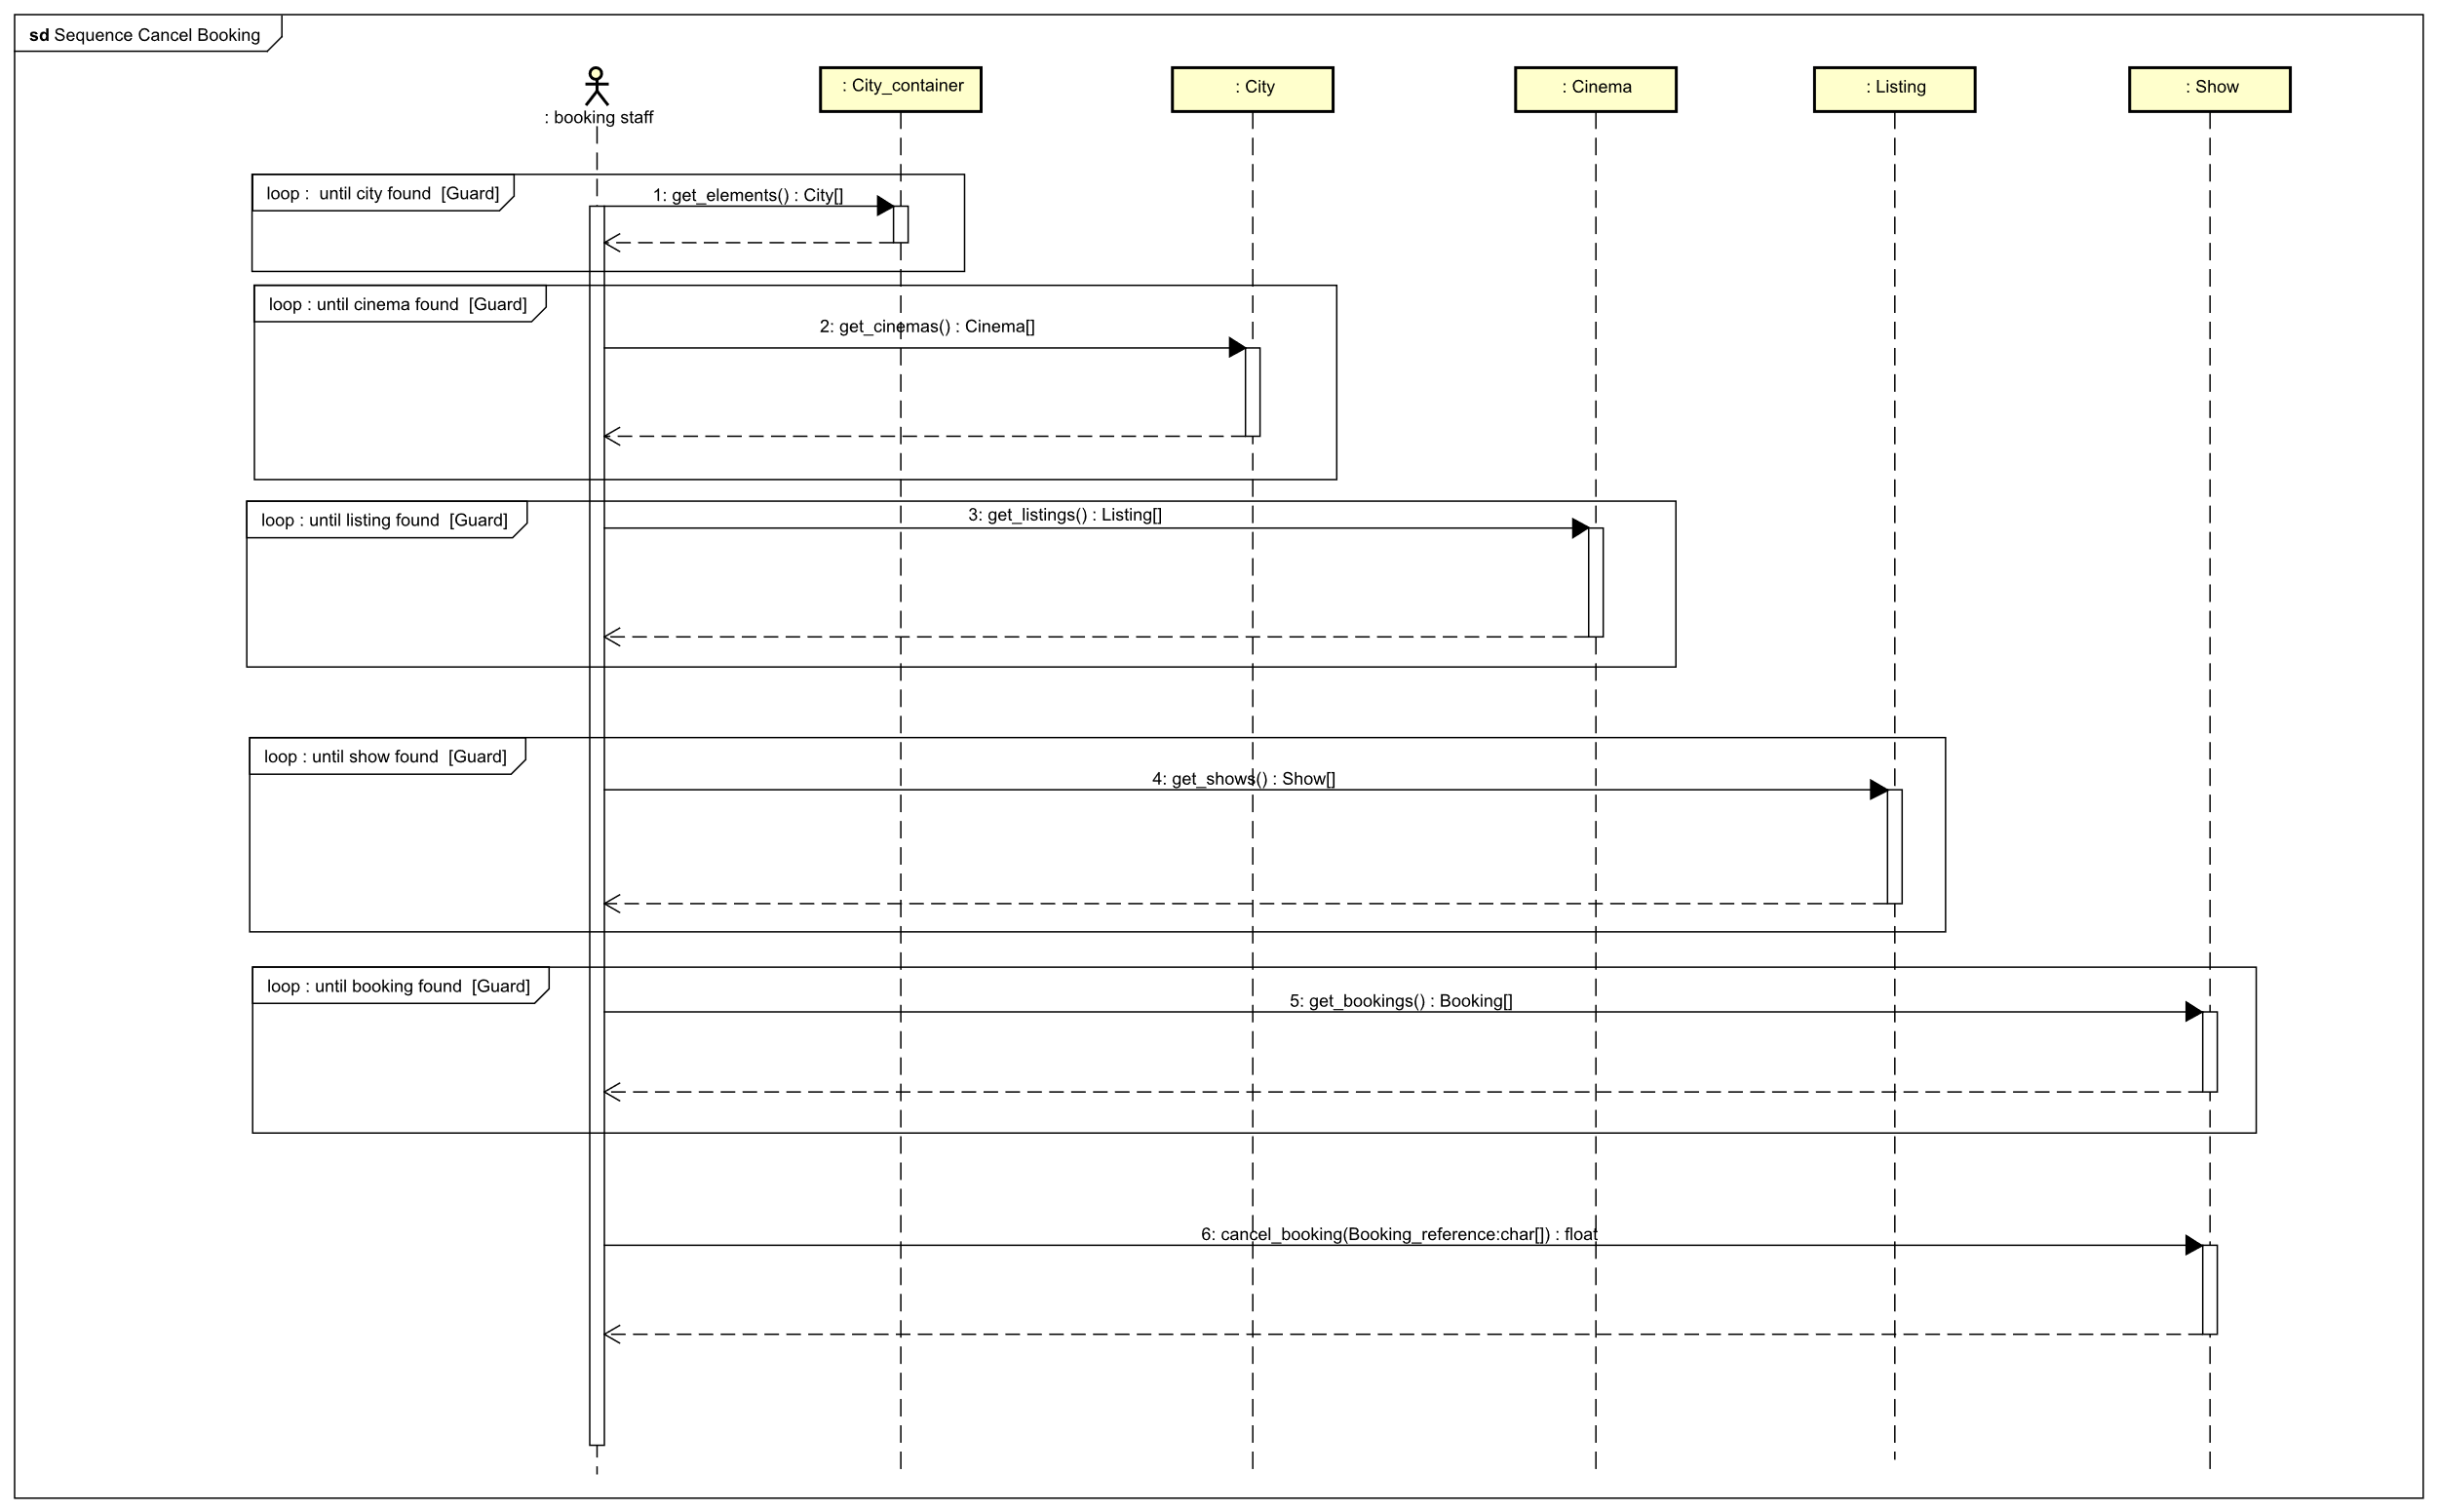 sd Sequence Cancel Booking
: booking staff
: City_container
: City
: Cinema
: Listing
: Show
loop :  until city found  [Guard]
1: get_elements() : City[]
loop : until cinema found  [Guard]
2: get_cinemas() : Cinema[]
loop : until listing found  [Guard]
3: get_listings() : Listing[]
loop : until show found  [Guard]
4: get_shows() : Show[]
loop : until booking found  [Guard]
5: get_bookings() : Booking[]
6: cancel_booking(Booking_reference:char[]) : float